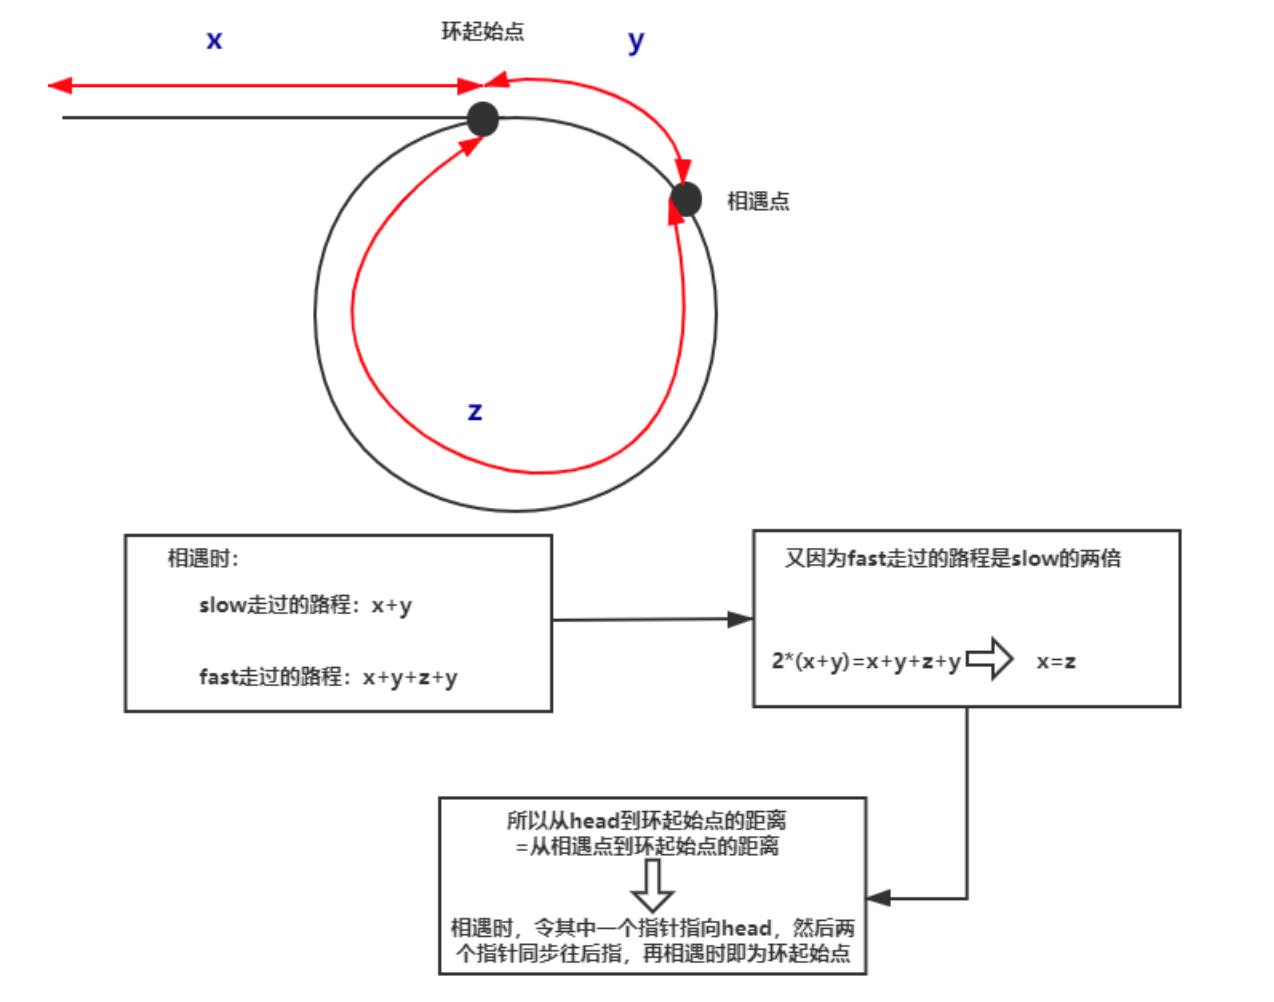 x
环起始点
y
相遇点
z
相遇时：
slow走过的路程：x+y
fast走过的路程：x+y+z+y
又因为fast走过的路程是slow的两倍
2*(x+y)=x+y+z+y
x=z
所以从head到环起始点的距离
=从相遇点到环起始点的距离
相遇时，令其中一个指针指向head，然后两
个指针同步往后指，再相遇时即为环起始点